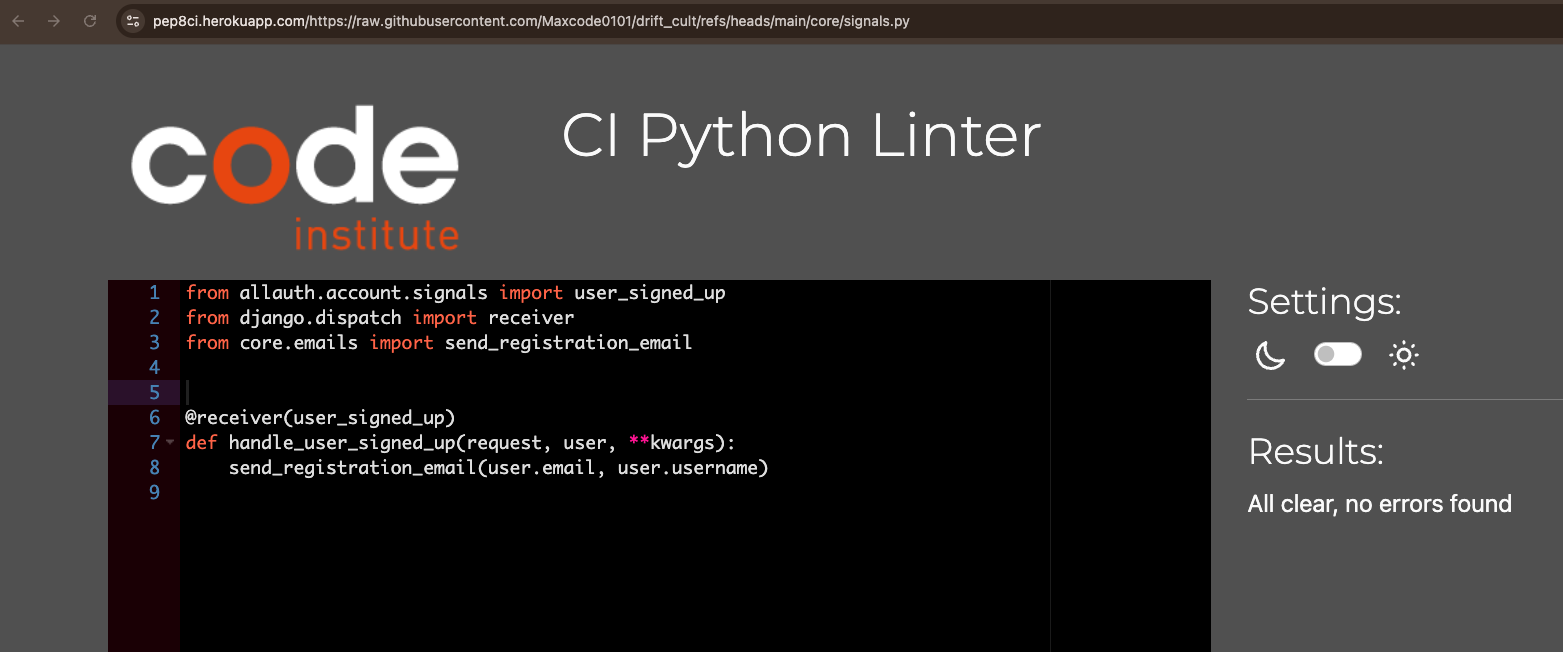 pep8ci.herokuapp.com/https://raw.githubusercontent.com/Maxcode0101/drift_cult/refs/heads/main/core/signals.py
code
institute
CI Python Linter
1 from allauth.account.signals import user_signed_up
2 from django.dispatch import receiver
3 from core.emails import send_registration_email
4
5
6 @receiver(user_signed_up)
7 def handle_user_signed_up(request, user, **kwargs):
8     send_registration_email(user.email, user.username)
9
Settings:
Results:
All clear, no errors found